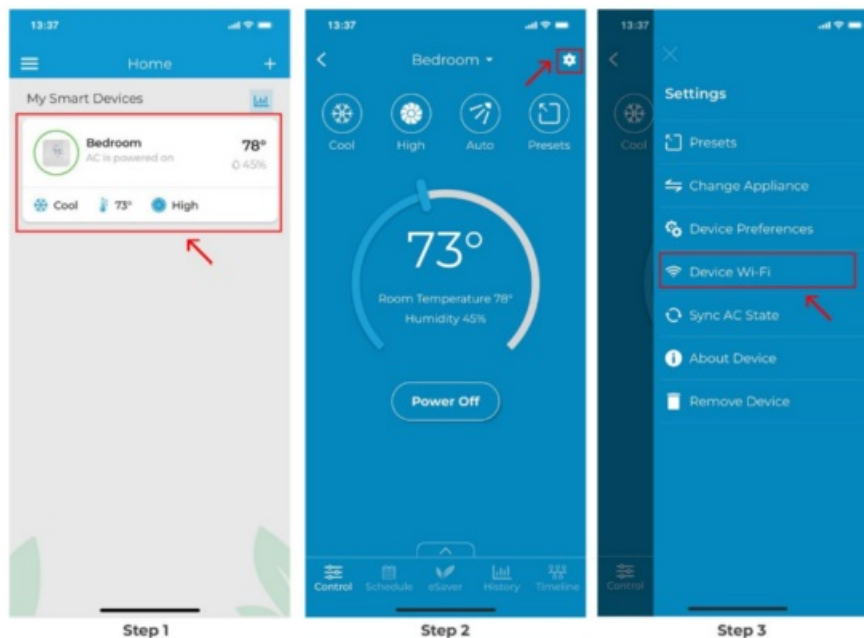 13:37
Home
My Smart Devices
Bedroom
78°
AC is powered on
45%
Cool
73°
High
Step 1
13:37
Bedroom
Cool
High
Auto
Presets
73°
Room Temperature 78°
Humidity 45%
Power Off
Control
Schedule
eSaver
History
Timeline
Step 2
13:37
Settings
Cool
Presets
Change Appliance
Device Preferences
Device Wi-Fi
Sync AC State
About Device
Remove Device
Control
Step 3